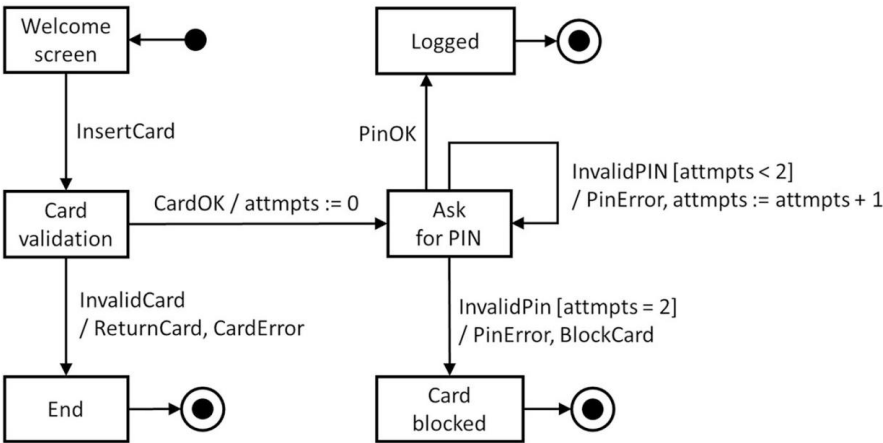 Welcome
screen
Logged
InsertCard
PinOK
InvalidPIN [attmpts < 2]
/ PinError, attmpts := attmpts + 1
Card
validation
CardOK / attmpts := 0
Ask
for PIN
InvalidCard
/ ReturnCard, CardError
InvalidPin [attmpts = 2]
/ PinError, BlockCard
End
Card
blocked